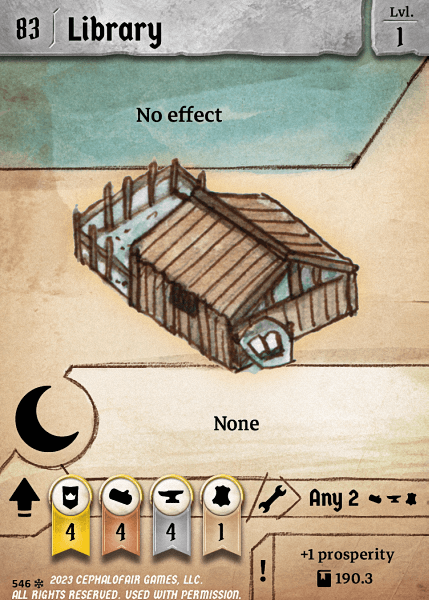 83 Library
Lvl.
1
No effect
None
4 4 4 1
Any 2
!
+1 prosperity
190.3
546 ✻ 2023 CEPHALOFAIR GAMES, LLC.
ALL RIGHTS RESERVED. USED WITH PERMISSION.